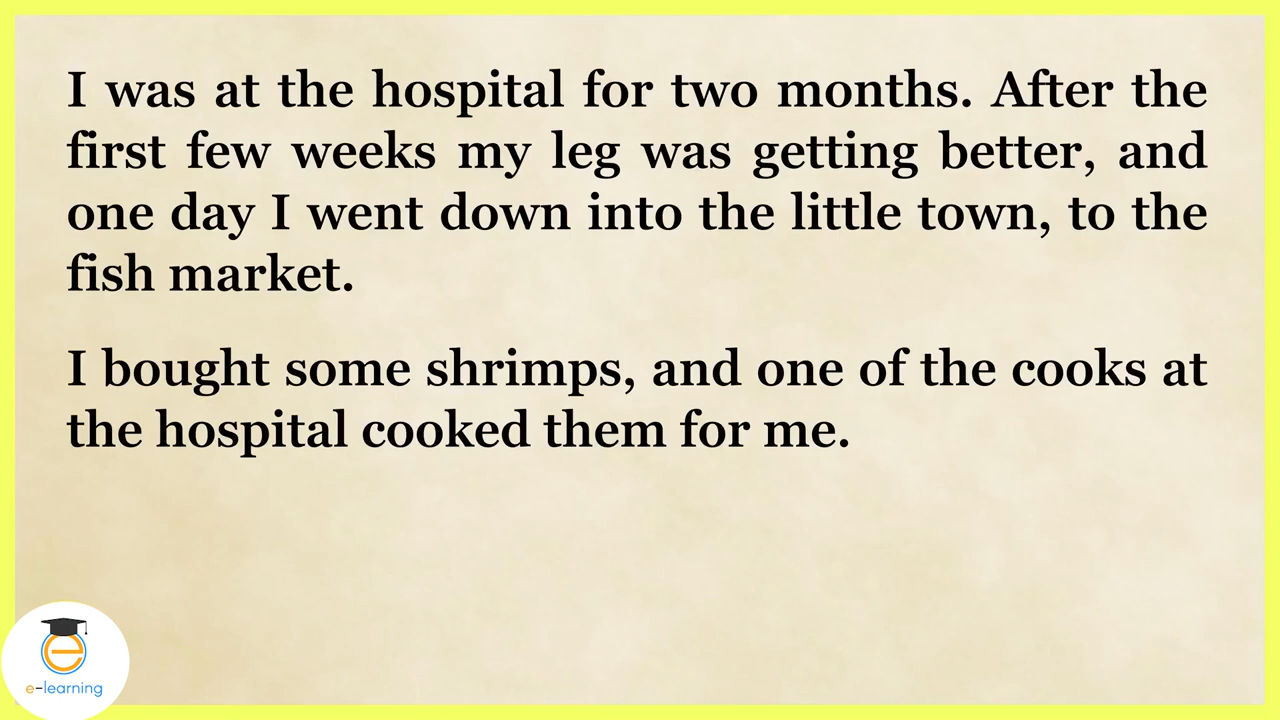 I was at the hospital for two months. After the
first few weeks my leg was getting better, and
one day I went down into the little town, to the
fish market.
I bought some shrimps, and one of the cooks at
the hospital cooked them for me.
e
e-learning